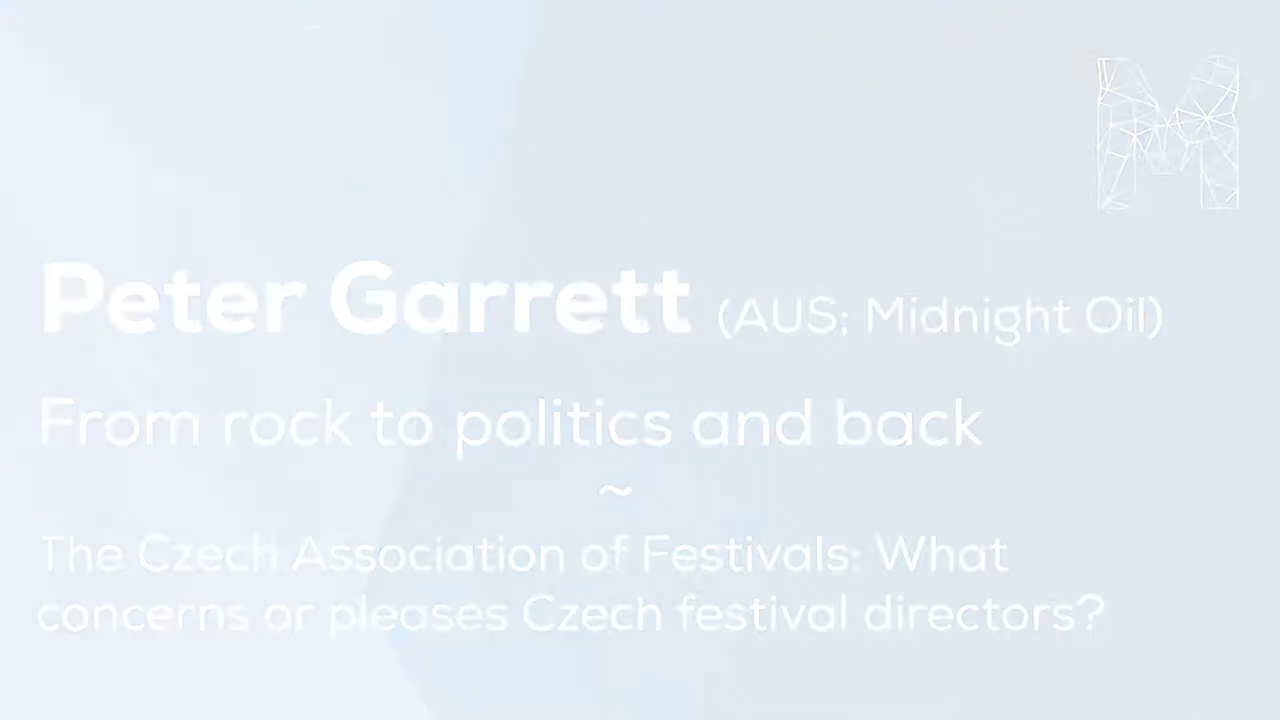 M
Peter Garrett (AUS; Midnight Oil)
From rock to politics and back
~
The Czech Association of Festivals: What
concerns or pleases Czech festival directors?